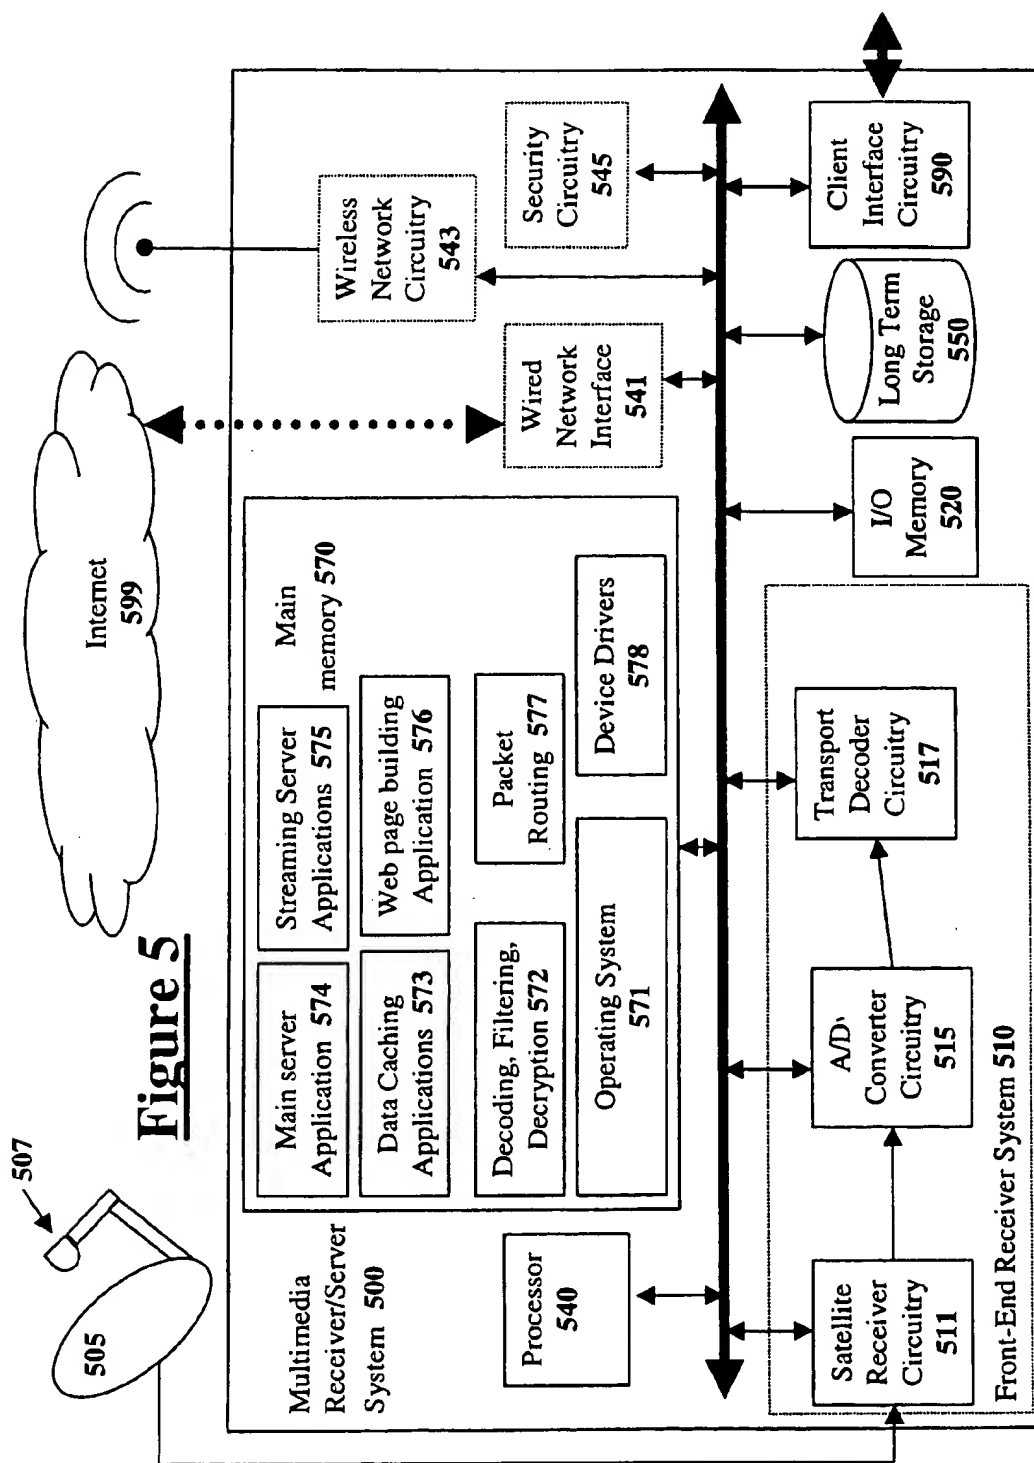 Figure 5
505
507
Internet
599
Multimedia
Receiver/Server
System 500
Main server
Application 574
Streaming Server
Applications 575
Main
memory 570
Data Caching
Applications 573
Web page building
Application 576
Decoding, Filtering,
Decryption 572
Packet
Routing 577
Operating System
571
Device Drivers
578
Processor
540
Wired
Network
Interface
541
Wireless
Network
Circuitry
543
Security
Circuitry
545
Satellite
Receiver
Circuitry
511
A/D
Converter
Circuitry
515
Transport
Decoder
Circuitry
517
Front-End Receiver System 510
I/O
Memory
520
Long Term
Storage
550
Client
Interface
Circuitry
590